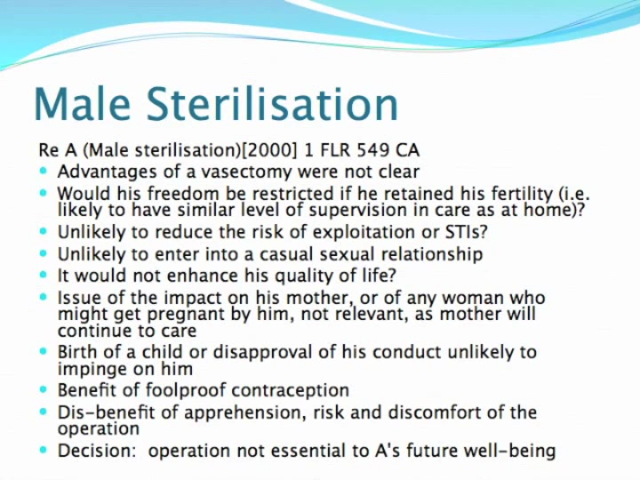 Male Sterilisation
Re A (Male sterilisation)[2000] 1 FLR 549 CA
• Advantages of a vasectomy were not clear
• Would his freedom be restricted if he retained his fertility (i.e.
likely to have similar level of supervision in care as at home)?
• Unlikely to reduce the risk of exploitation or STIs?
• Unlikely to enter into a casual sexual relationship
• It would not enhance his quality of life?
• Issue of the impact on his mother, or of any woman who
might get pregnant by him, not relevant, as mother will
continue to care
• Birth of a child or disapproval of his conduct unlikely to
impinge on him
• Benefit of foolproof contraception
• Dis-benefit of apprehension, risk and discomfort of the
operation
• Decision: operation not essential to A's future well-being